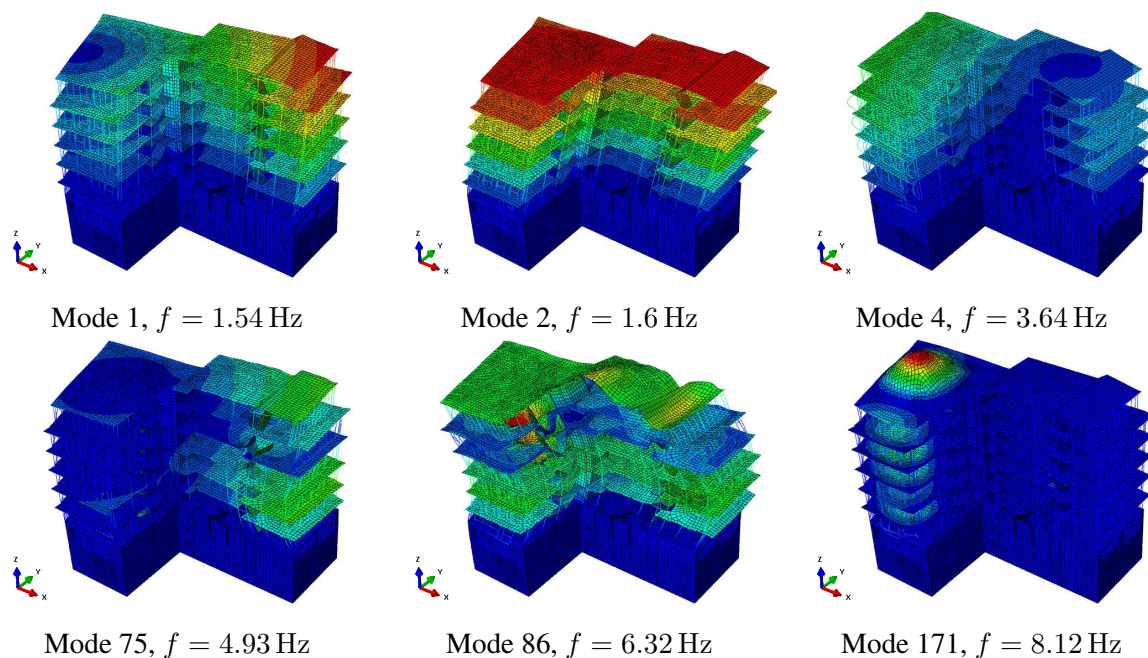 Z
Y
X
Z
Y
X
Z
Y
X
Mode 1, f = 1.54 Hz
Mode 2, f = 1.6 Hz
Mode 4, f = 3.64 Hz
Z
Y
X
Z
Y
X
Z
Y
X
Mode 75, f = 4.93 Hz
Mode 86, f = 6.32 Hz
Mode 171, f = 8.12 Hz